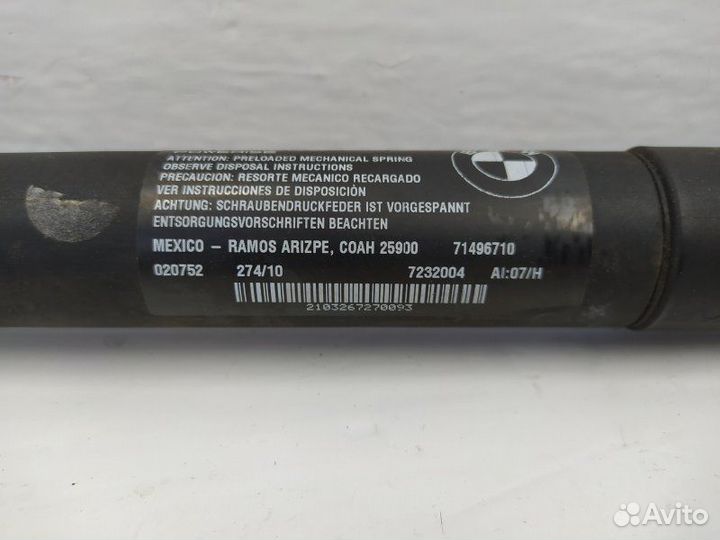 POWERISE
ATTENTION: PRELOADED MECHANICAL SPRING
OBSERVE DISPOSAL INSTRUCTIONS
PRECAUCION: RESORTE MECANICO RECARGADO
VER INSTRUCCIONES DE DISPOSICIÓN
ACHTUNG: SCHRAUBENDRUCKFEDER IST VORGESPANNT
ENTSORGUNGSVORSCHRIFTEN BEACHTEN
MEXICO – RAMOS ARIZPE, COAH 25900 71496710
020752 274/10 7232004 AI:07/H
2103267270093
Avito